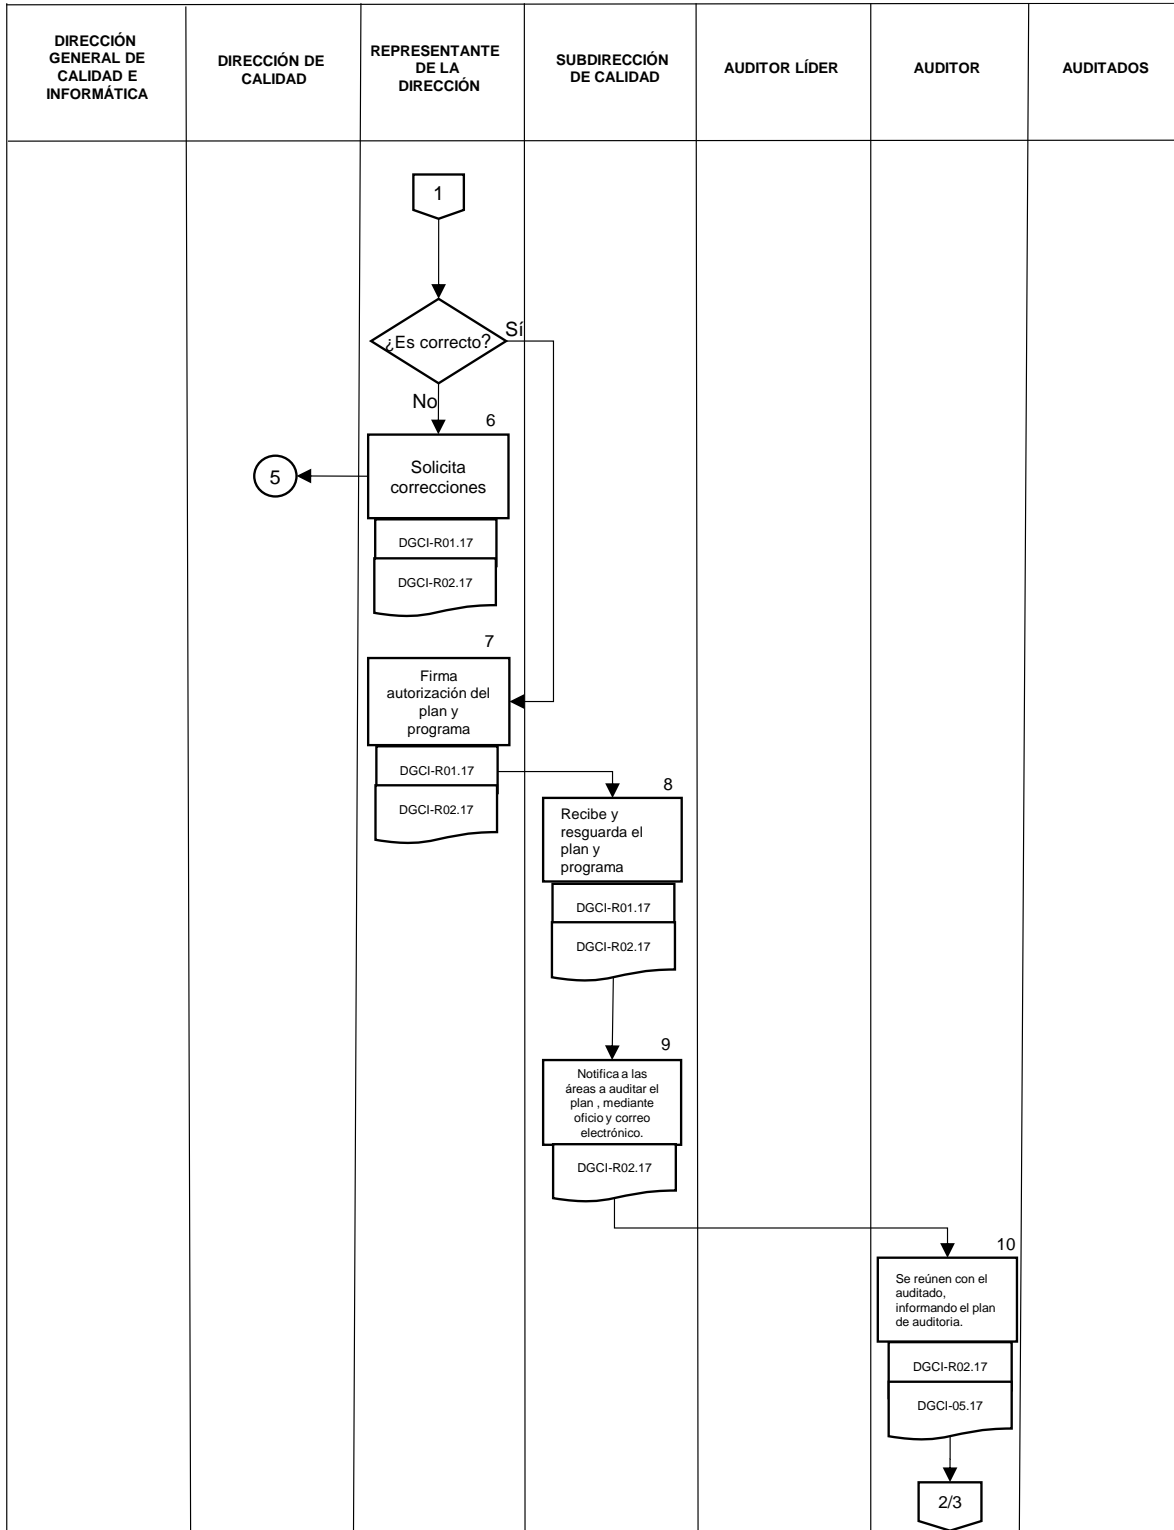 DIRECCIÓN
GENERAL DE
CALIDAD E
INFORMÁTICA
DIRECCIÓN DE
CALIDAD
REPRESENTANTE
DE LA
DIRECCIÓN
SUBDIRECCIÓN
DE CALIDAD
AUDITOR LÍDER
AUDITOR
AUDITADOS
1
¿Es correcto?
Sí
No
6
Solicita
correcciones
5
DGCI-R01.17
DGCI-R02.17
7
Firma
autorización del
plan y
programa
DGCI-R01.17
DGCI-R02.17
8
Recibe y
resguarda el
plan y
programa
DGCI-R01.17
DGCI-R02.17
9
Notifica a las
áreas a auditar el
plan , mediante
oficio y correo
electrónico.
DGCI-R02.17
10
Se reúnen con el
auditado,
informando el plan
de auditoria.
DGCI-R02.17
DGCI-05.17
2/3